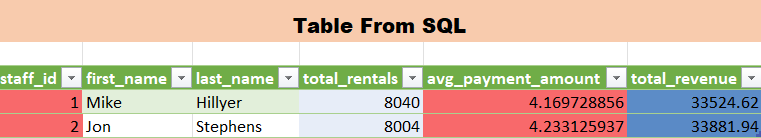 Table From SQL
staff_id first_name last_name total_rentals avg_payment_amount total_revenue
1 Mike Hillyer 8040 4.169728856 33524.62
2 Jon Stephens 8004 4.233125937 33881.94